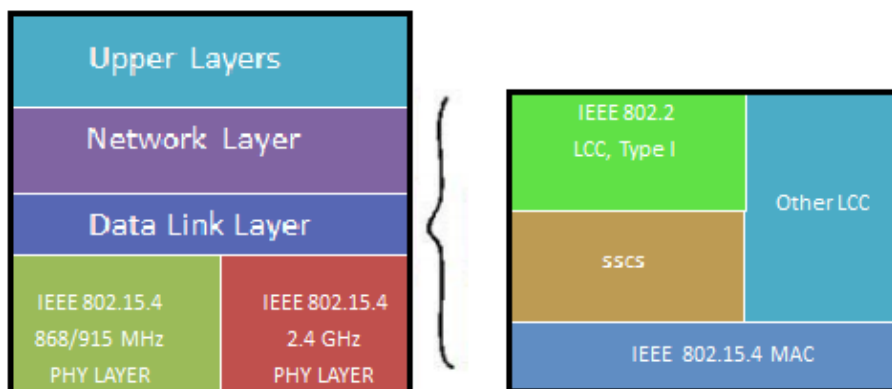 Upper Layers
Network Layer
Data Link Layer
IEEE 802.15.4
868/915 MHz
PHY LAYER
IEEE 802.15.4
2.4 GHz
PHY LAYER
IEEE 802.2
LCC, Type I
Other LCC
sscs
IEEE 802.15.4 MAC